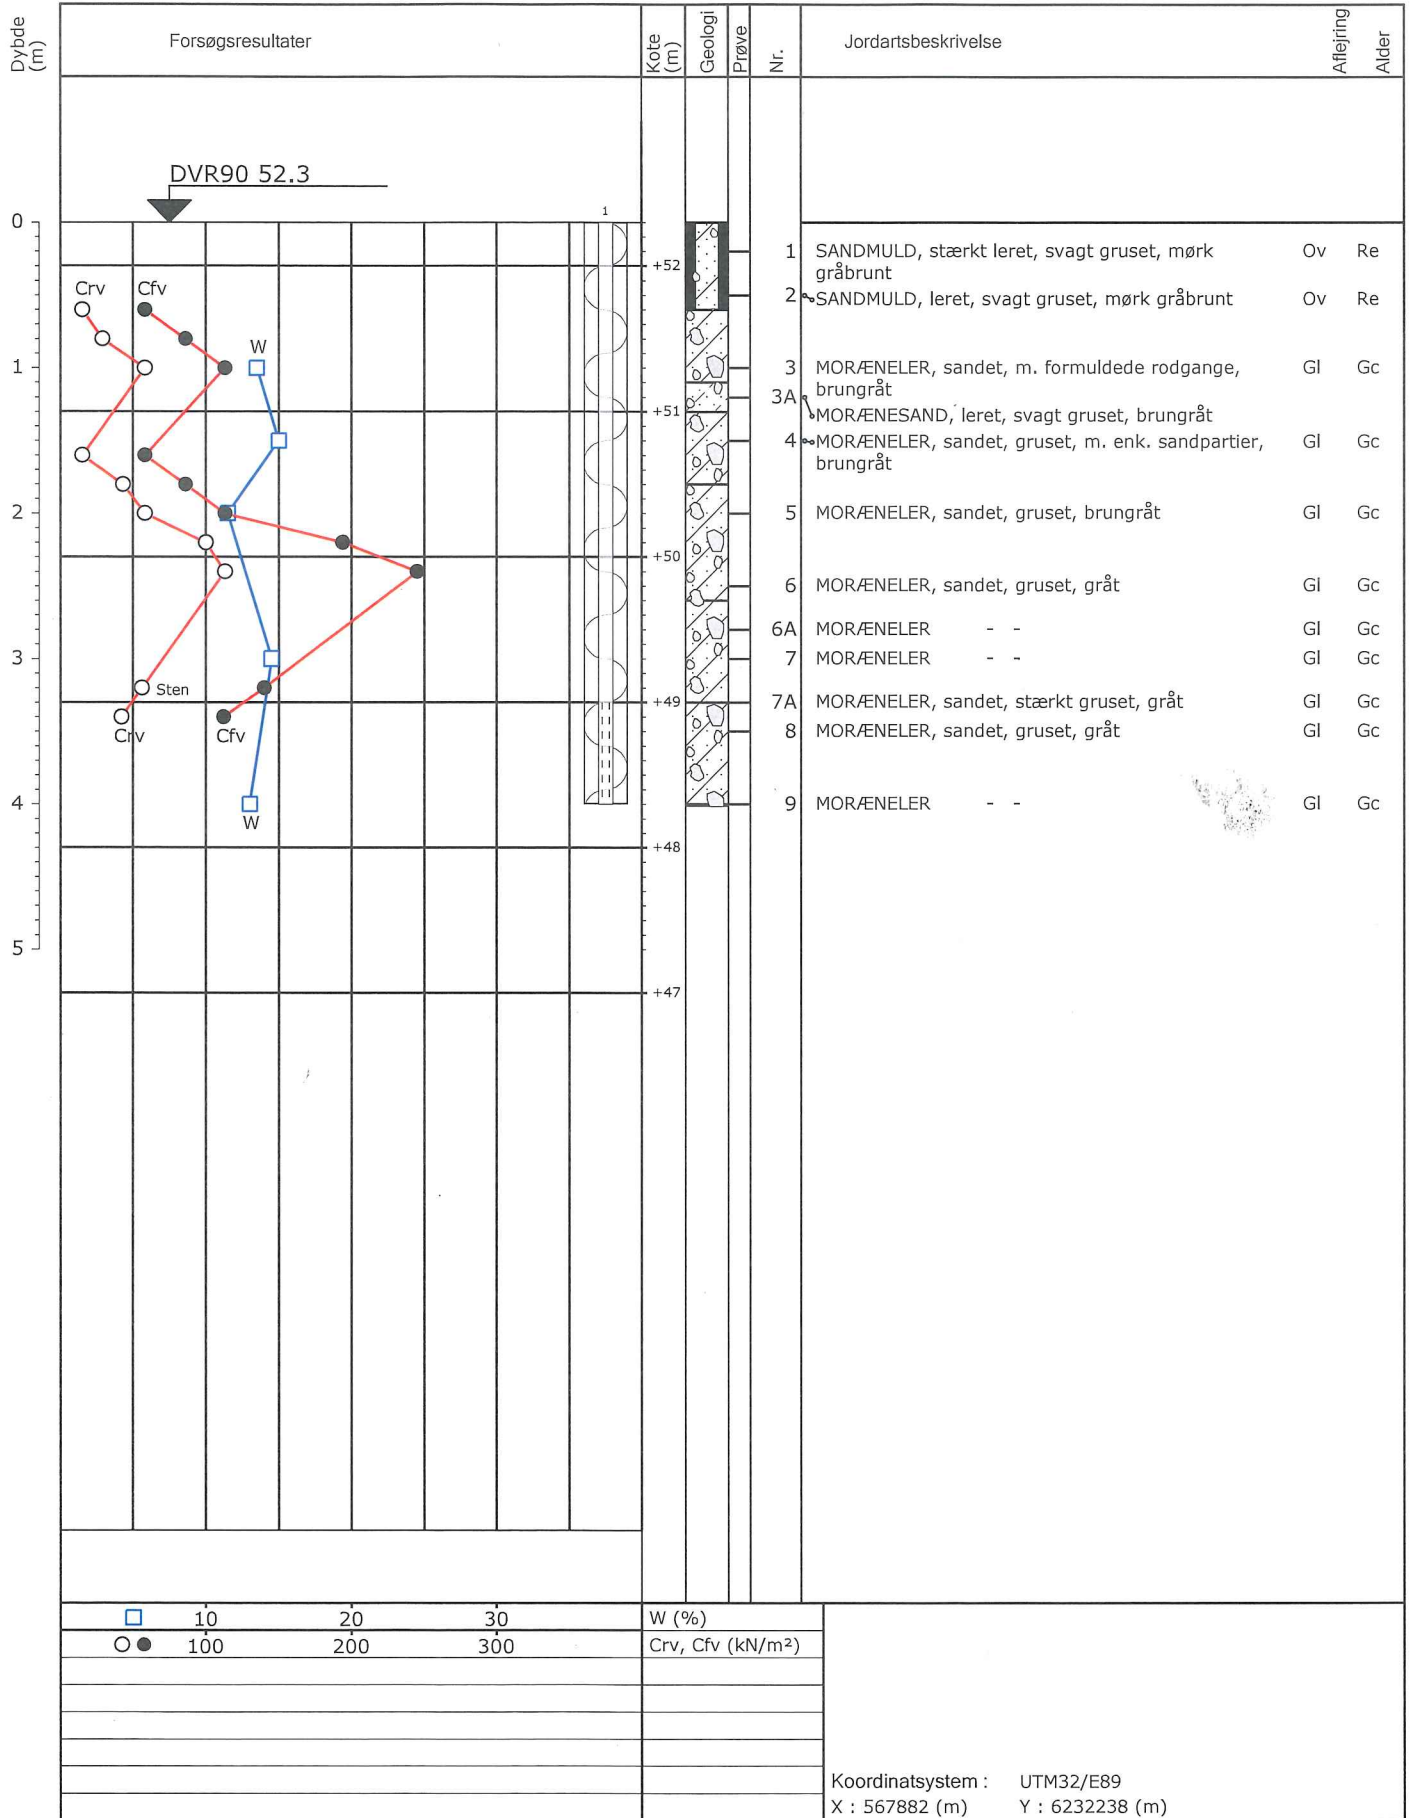 Dybde (m)
Forsøgsresultater
Kote (m)
Geologi
Prøve
Nr.
Jordartsbeskrivelse
Aflejring
Alder
DVR90 52.3
1
0
1
2
3
4
5
+52
+51
+50
+49
+48
+47
Crv
Cfv
W
Sten
Crv
Cfv
W
1 SANDMULD, stærkt leret, svagt gruset, mørk Ov Re
gråbrunt
2 SANDMULD, leret, svagt gruset, mørk gråbrunt Ov Re
3 MORÆNELER, sandet, m. formuldede rodgange, Gl Gc
brungråt
3A MORÆNESAND, leret, svagt gruset, brungråt
4 MORÆNELER, sandet, gruset, m. enk. sandpartier, Gl Gc
brungråt
5 MORÆNELER, sandet, gruset, brungråt Gl Gc
6 MORÆNELER, sandet, gruset, gråt Gl Gc
6A MORÆNELER - - Gl Gc
7 MORÆNELER - - Gl Gc
7A MORÆNELER, sandet, stærkt gruset, gråt Gl Gc
8 MORÆNELER, sandet, gruset, gråt Gl Gc
9 MORÆNELER - - Gl Gc
10 20 30 W (%)
100 200 300 Crv, Cfv (kN/m²)
Koordinatsystem : UTM32/E89
X : 567882 (m) Y : 6232238 (m)